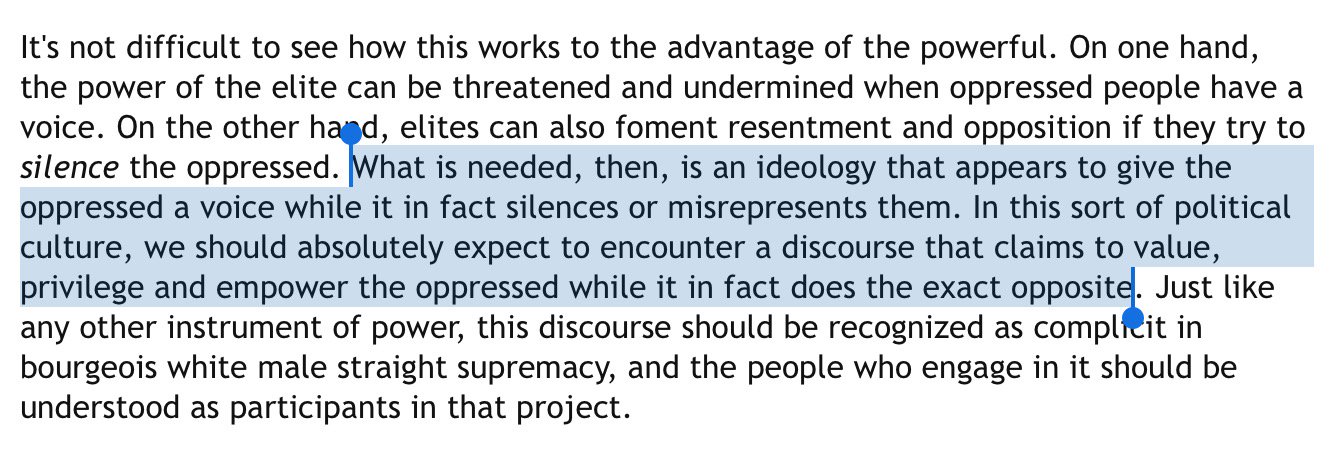 It's not difficult to see how this works to the advantage of the powerful. On one hand,
the power of the elite can be threatened and undermined when oppressed people have a
voice. On the other hand, elites can also foment resentment and opposition if they try to
silence the oppressed. What is needed, then, is an ideology that appears to give the
oppressed a voice while it in fact silences or misrepresents them. In this sort of political
culture, we should absolutely expect to encounter a discourse that claims to value,
privilege and empower the oppressed while it in fact does the exact opposite. Just like
any other instrument of power, this discourse should be recognized as complicit in
bourgeois white male straight supremacy, and the people who engage in it should be
understood as participants in that project.